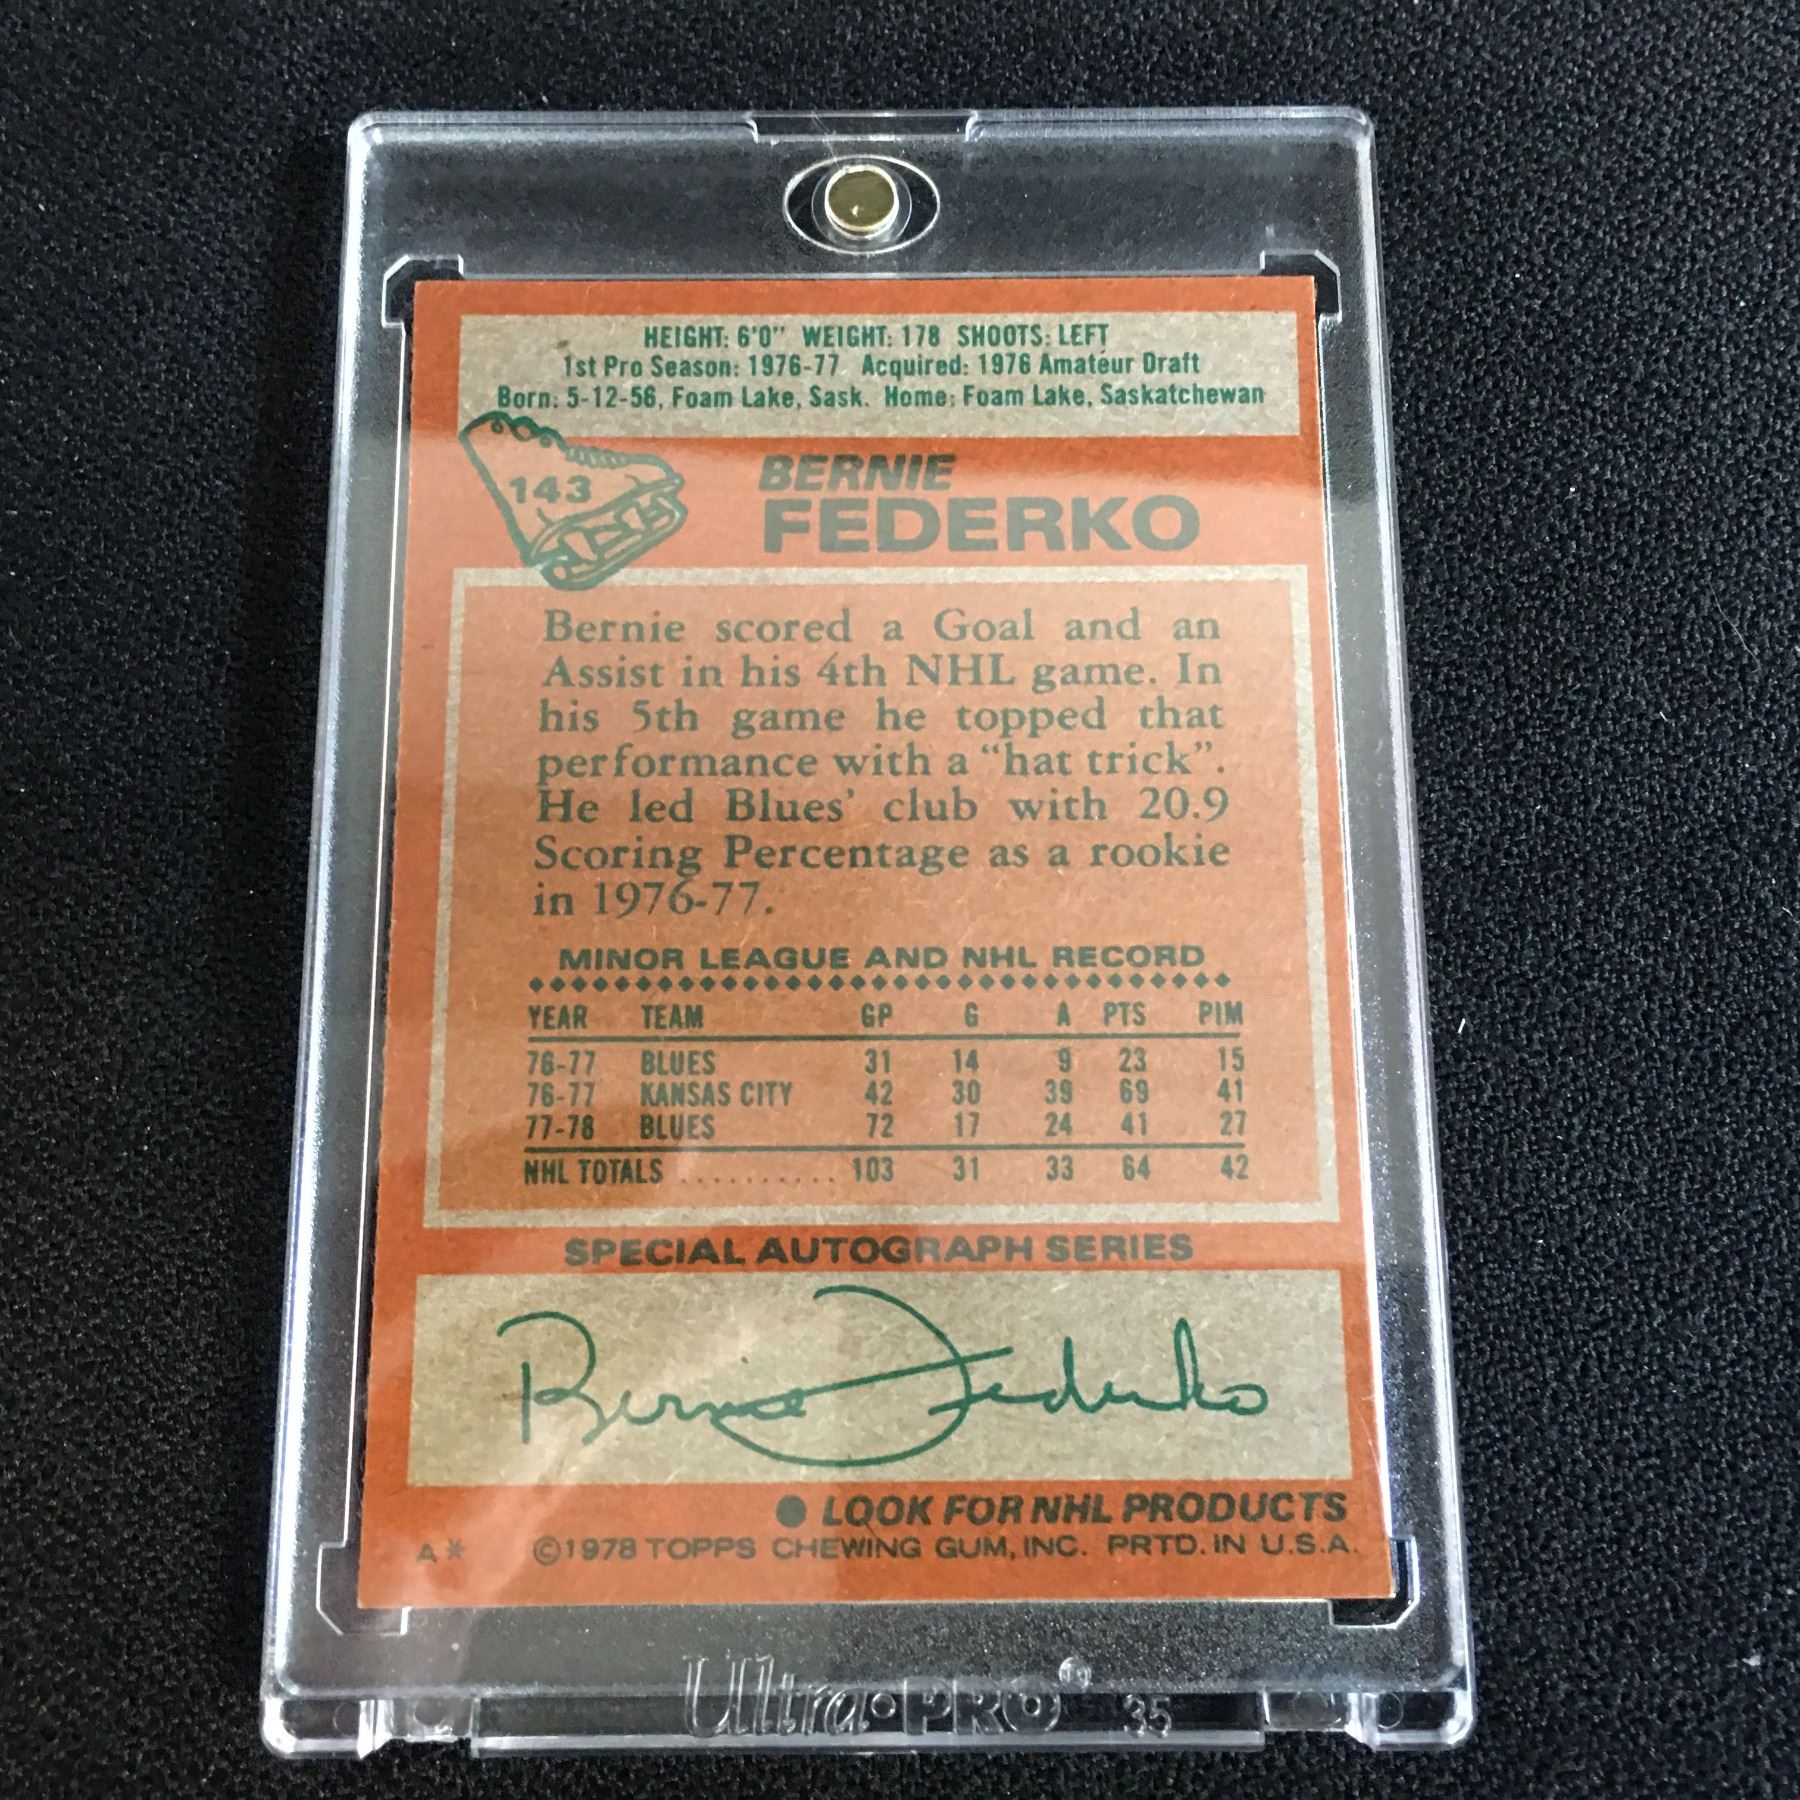 HEIGHT: 6'0" WEIGHT: 178 SHOOTS: LEFT
1st Pro Season: 1976-77 Acquired: 1976 Amateur Draft
Born: 5-12-56, Foam Lake, Sask. Home: Foam Lake, Saskatchewan
143
BERNIE
FEDERKO
Bernie scored a Goal and an
Assist in his 4th NHL game. In
his 5th game he topped that
performance with a “hat trick”.
He led Blues’ club with 20.9
Scoring Percentage as a rookie
in 1976-77.
MINOR LEAGUE AND NHL RECORD
YEAR TEAM GP G A PTS PIM
76-77 BLUES 31 14 9 23 15
76-77 KANSAS CITY 42 30 39 69 41
77-78 BLUES 72 17 24 41 27
NHL TOTALS .......... 103 31 33 64 42
SPECIAL AUTOGRAPH SERIES
Bernie Federko
● LOOK FOR NHL PRODUCTS
A* ©1978 TOPPS CHEWING GUM, INC. PRTD. IN U.S.A.
Ultra•PRO® 35